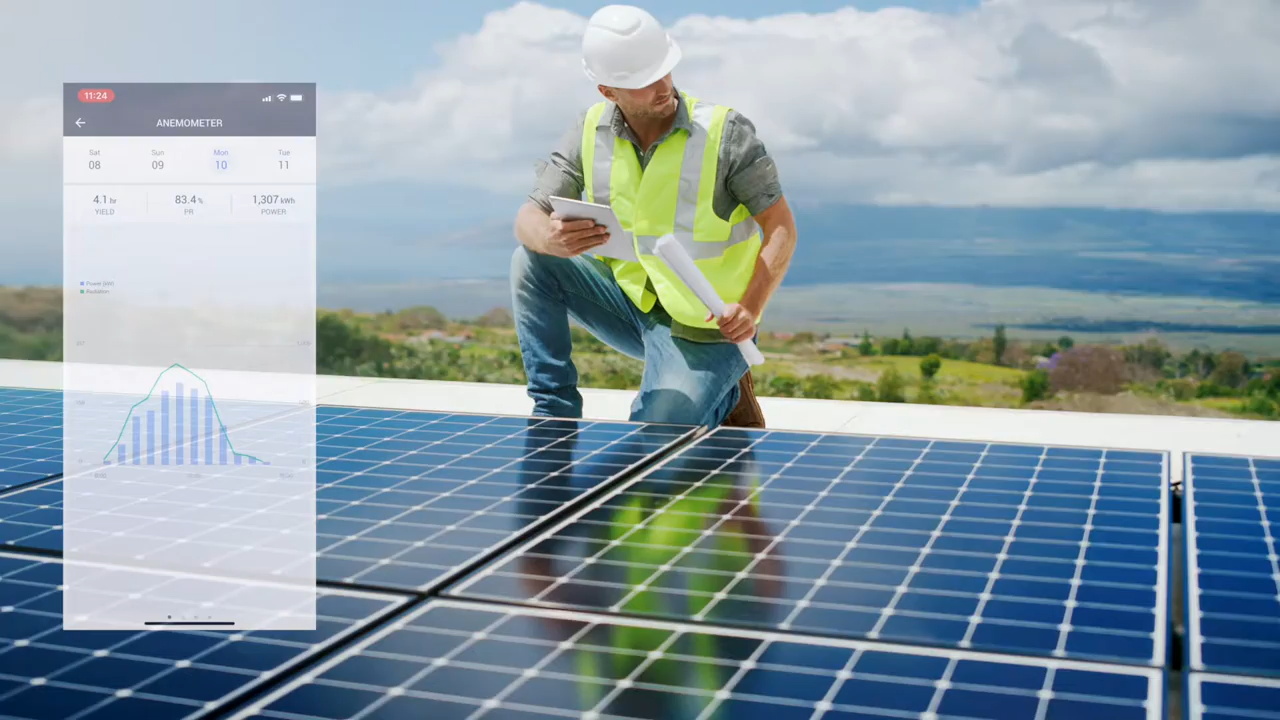 11:24
ANEMOMETER
Sat Sun Mon Tue
08 09 10 11
4.1 hr 83.4 % 1,307 kWh
YIELD PR POWER
Radiation